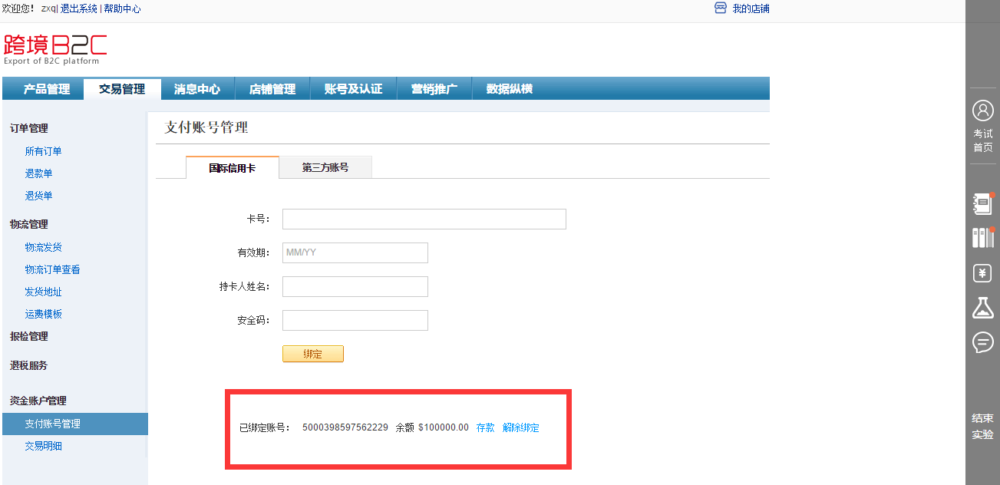 欢迎您! zxq|退出系统|帮助中心
我的店铺
跨境B2C
Export of B2C platform
产品管理 交易管理 消息中心 店铺管理 账号及认证 营销推广 数据纵横
订单管理
所有订单
退款单
退货单
物流管理
物流发货
物流订单查看
发货地址
运费模板
报检管理
退税服务
资金账户管理
支付账号管理
交易明细
支付账号管理
国际信用卡 第三方账号
卡号:
有效期: MM/YY
持卡人姓名:
安全码:
绑定
已绑定账号: 5000398597562229 余额 $100000.00 存款 解除绑定
考试
首页
¥
结束
实验